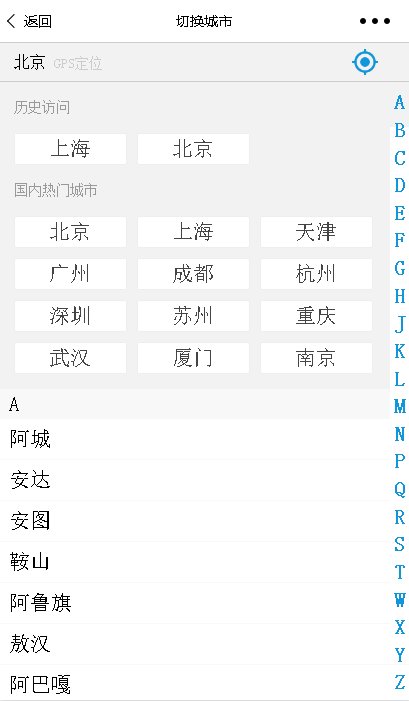 返回 切换城市
北京 GPS定位
历史访问
上海 北京
国内热门城市
北京 上海 天津
广州 成都 杭州
深圳 苏州 重庆
武汉 厦门 南京
A
阿城
安达
安图
鞍山
阿鲁旗
敖汉
阿巴嘎
A
B
C
D
E
F
G
H
J
K
L
M
N
P
Q
R
S
T
W
X
Y
Z